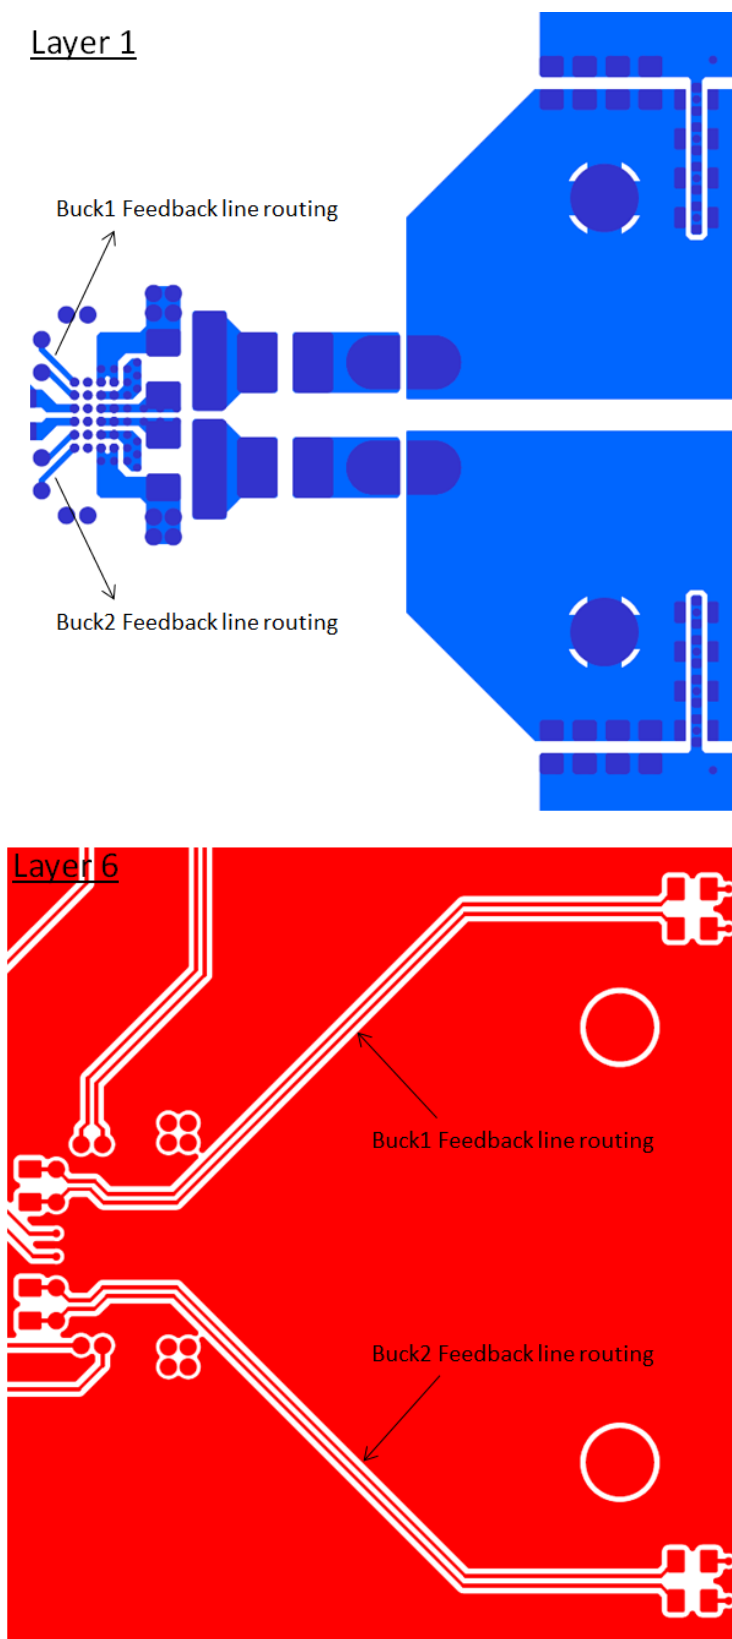 Layer 1
Buck1 Feedback line routing
Buck2 Feedback line routing
Layer 6
Buck1 Feedback line routing
Buck2 Feedback line routing